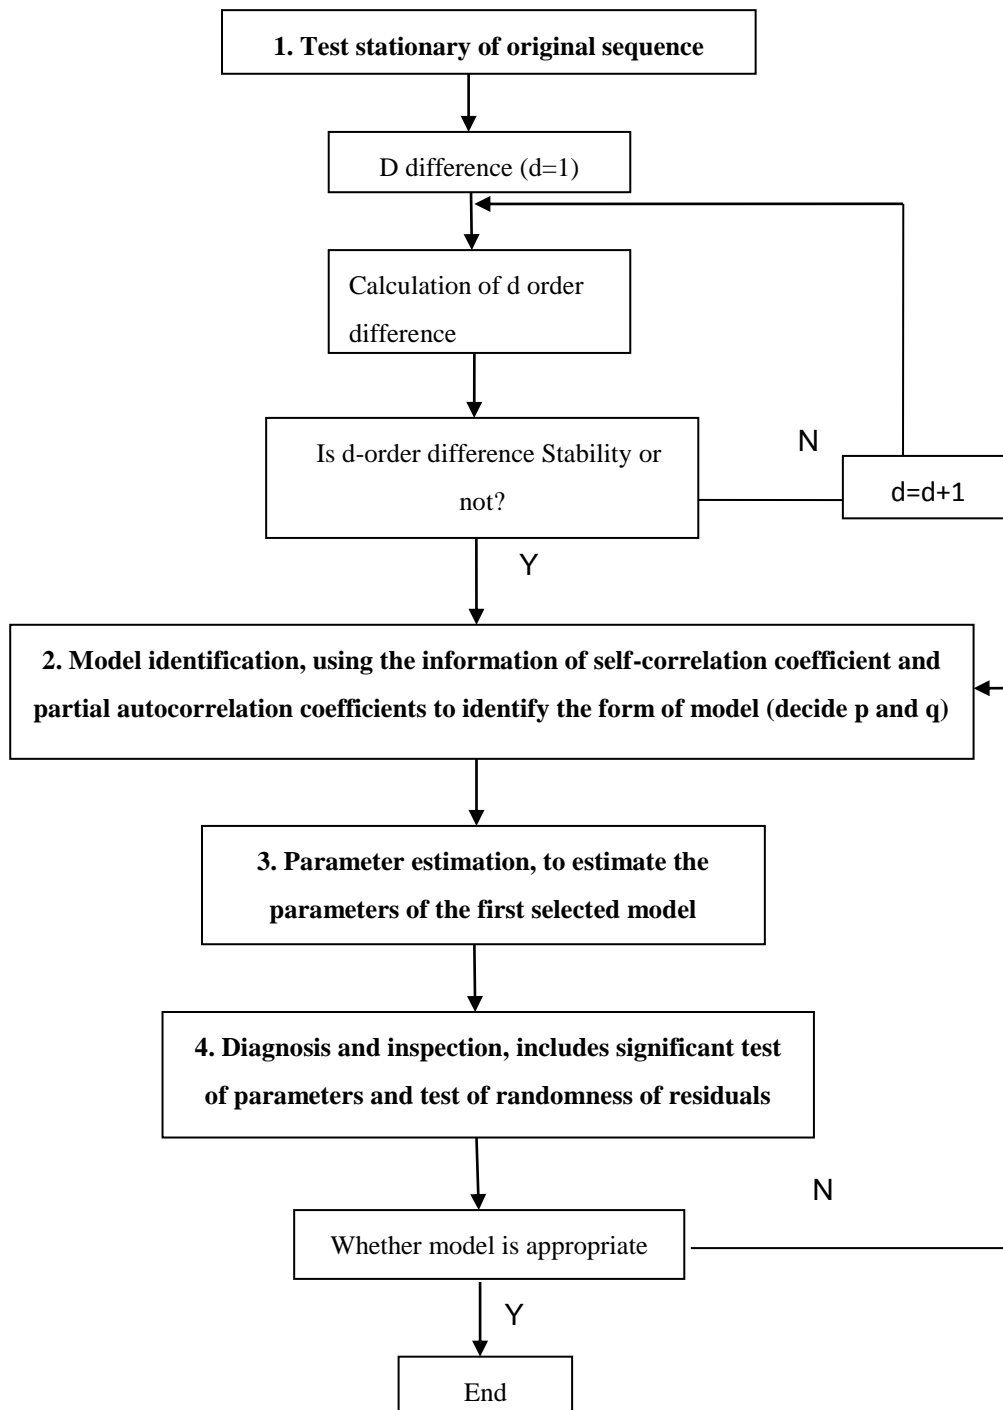 1. Test stationary of original sequence
D difference (d=1)
Calculation of d order
difference
Is d-order difference Stability or
not?
N
d=d+1
Y
2. Model identification, using the information of self-correlation coefficient and
partial autocorrelation coefficients to identify the form of model (decide p and q)
3. Parameter estimation, to estimate the
parameters of the first selected model
4. Diagnosis and inspection, includes significant test
of parameters and test of randomness of residuals
N
Whether model is appropriate
Y
End